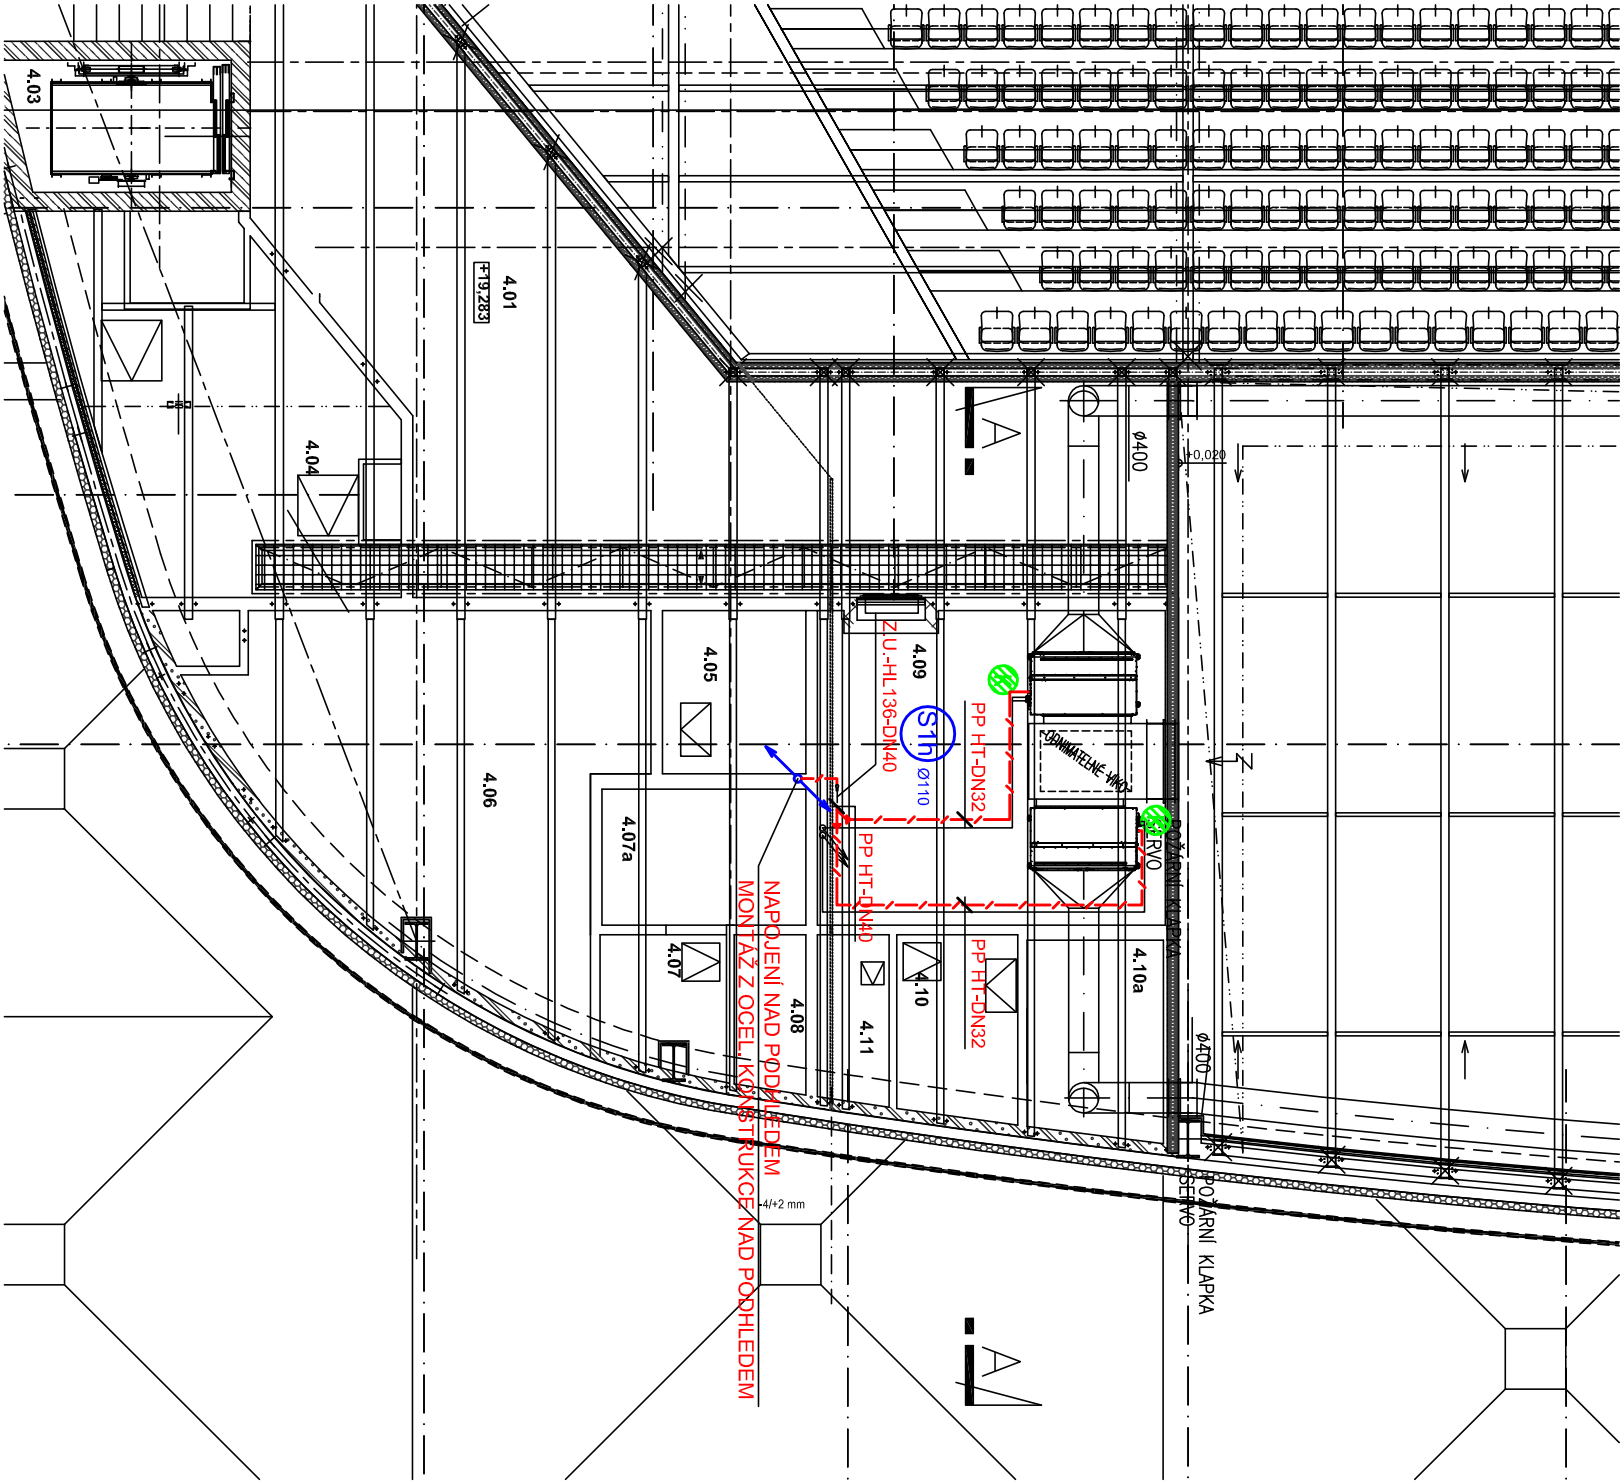 4.03
4.01
+19,283
4.04
4.05
4.06
4.07a
4.07
4.08
4.09
4.10
4.10a
4.11
A
A
Z
ø400
ø400
+0,020
Z.U.-HL136-DN40
S1h
Ø110
PP HT-DN32
PP HT-DN40
PP HT-DN32
ODNIMATELNÉ VÍKO
POŽÁRNÍ KLAPKA
SERVO
POŽÁRNÍ KLAPKA
SERVO
NAPOJENÍ NAD PODHLEDEM
MONTÁŽ Z OCEL.KONSTRUKCE NAD PODHLEDEM
-4/+2 mm